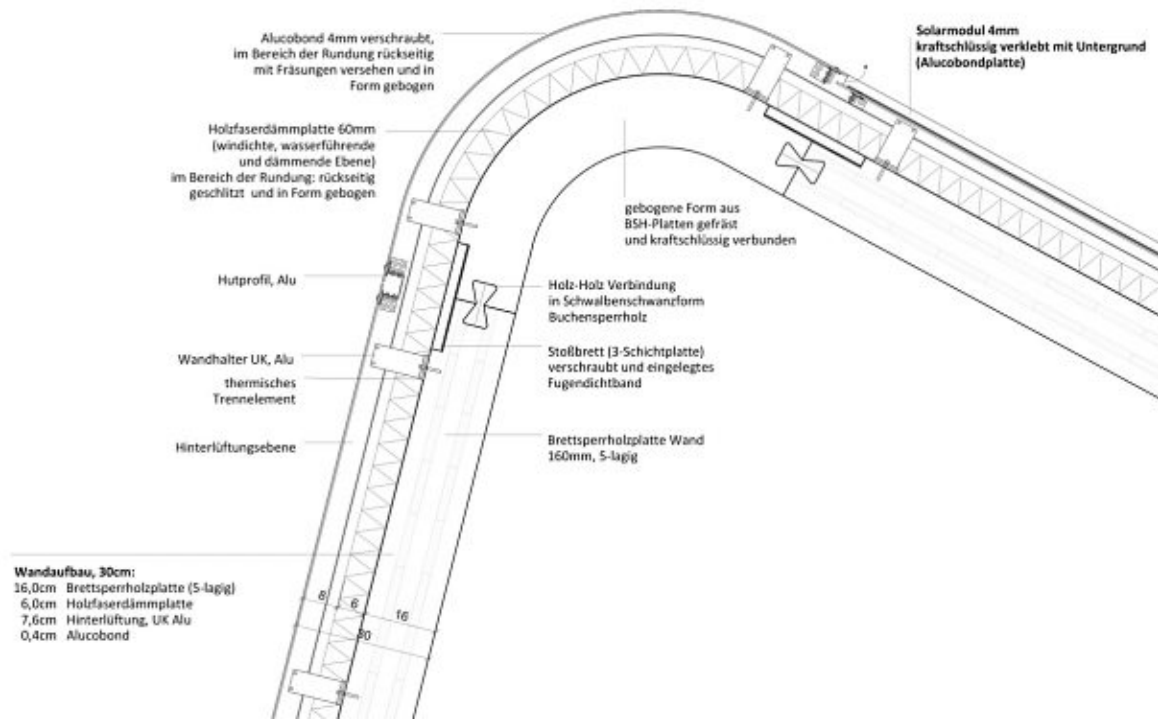 Alucobond 4mm verschraubt,
im Bereich der Rundung rückseitig
mit Fräsungen versehen und in
Form gebogen
Solarmodul 4mm
kraftschlüssig verklebt mit Untergrund
(Alucobondplatte)
Holzfaserdämmplatte 60mm
(windichte, wasserführende
und dämmende Ebene)
im Bereich der Rundung: rückseitig
geschlitzt und in Form gebogen
gebogene Form aus
BSH-Platten gefräst
und kraftschlüssig verbunden
Hutprofil, Alu
Holz-Holz Verbindung
in Schwalbenschwanzform
Buchensperrholz
Wandhalter UK, Alu
Stoßbrett (3-Schichtplatte)
verschraubt und eingelegtes
Fugendichtband
thermisches
Trennelement
Hinterlüftungsebene
Brettsperrholzplatte Wand
160mm, 5-lagig
Wandaufbau, 30cm:
16,0cm Brettsperrholzplatte (5-lagig)
6,0cm Holzfaserdämmplatte
7,6cm Hinterlüftung, UK Alu
0,4cm Alucobond
8 6 16
30